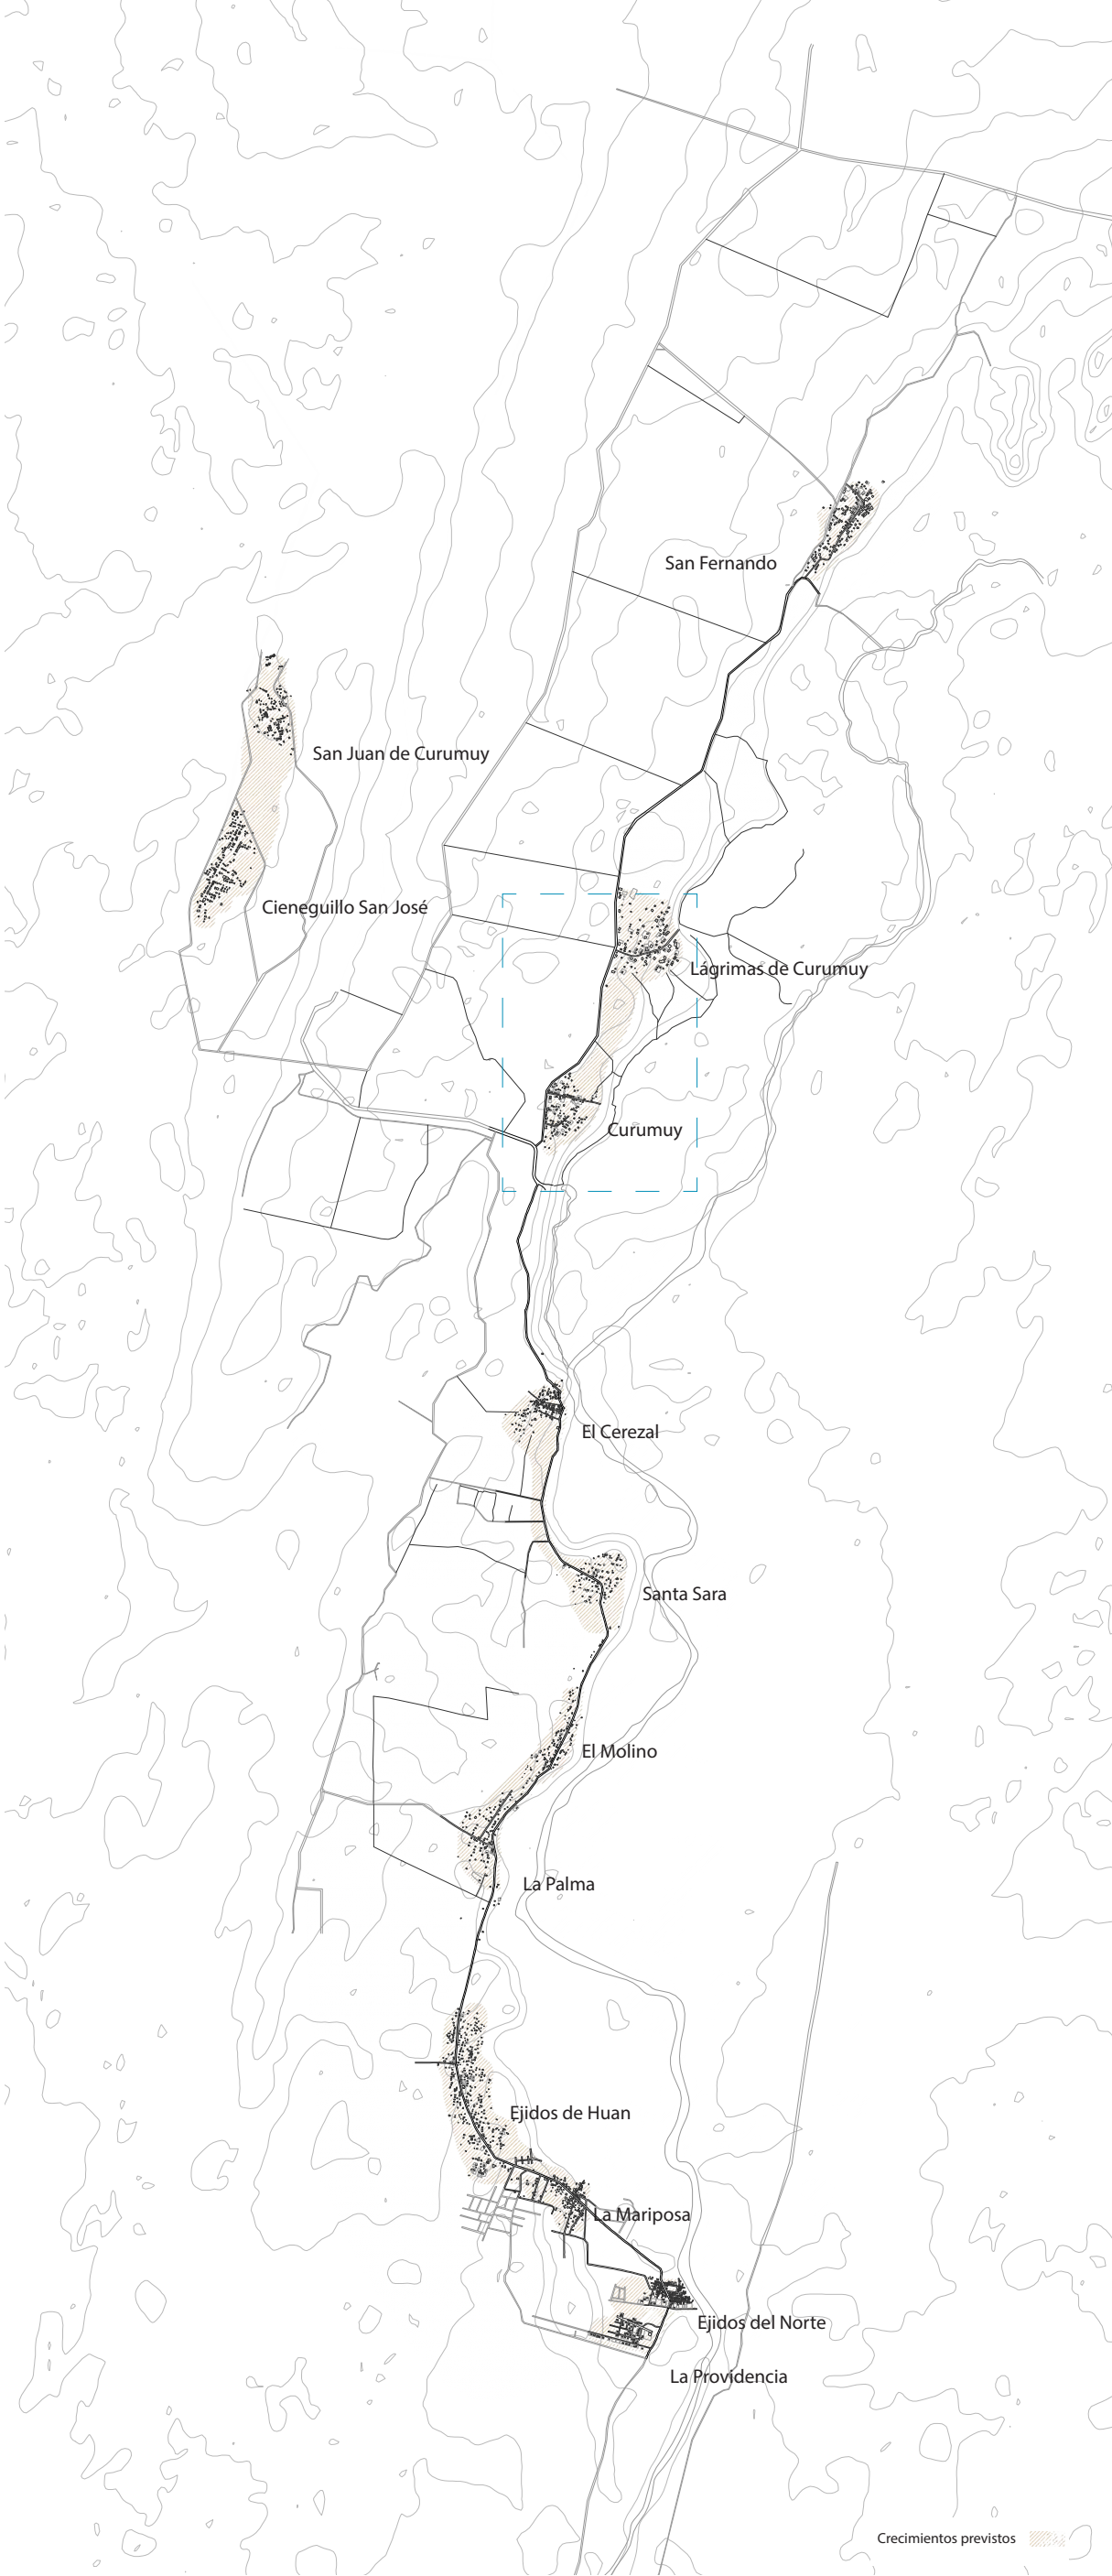 San Fernando
San Juan de Curumuy
Cieneguillo San José
Lágrimas de Curumuy
Curumuy
El Cerezal
Santa Sara
El Molino
La Palma
Ejidos de Huan
La Mariposa
Ejidos del Norte
La Providencia
Crecimientos previstos